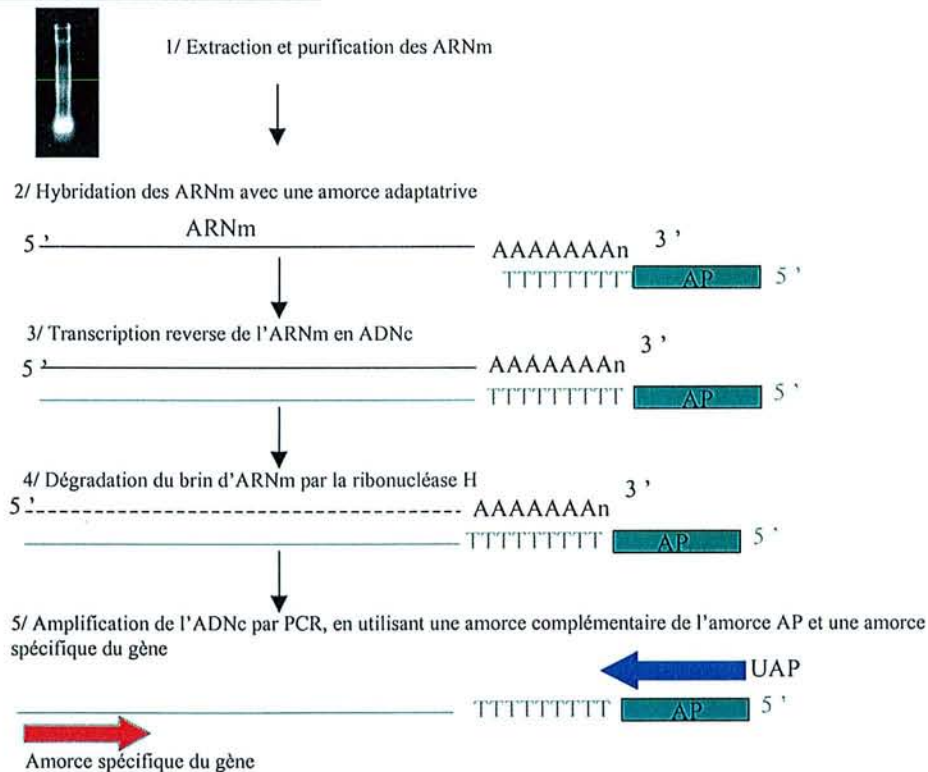 1/ Extraction et purification des ARNm
2/ Hybridation des ARNm avec une amorce adaptatrive
ARNm
5 '
AAAAAAAn
3 '
TTTTTTTT
AP
5 '
3/ Transcription reverse de l'ARNm en ADNc
5 '
AAAAAAAn
3 '
TTTTTTTTT
AP
5 '
4/ Dégradation du brin d'ARNm par la ribonucléase H
5 '
AAAAAAAn
3 '
TTTTTTTTT
AP
5 '
5/ Amplification de l'ADNc par PCR, en utilisant une amorce complémentaire de l'amorce AP et une amorce
spécifique du gène
UAP
TTTTTTTTT
AP
5 '
Amorce spécifique du gène